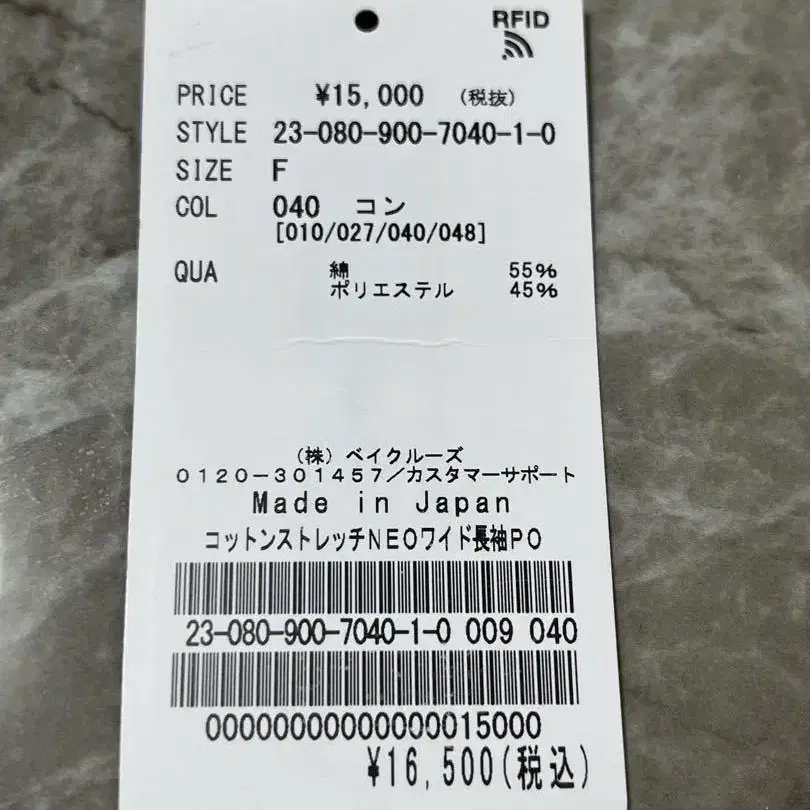 RFID
PRICE ¥15,000 (税抜)
STYLE 23-080-900-7040-1-0
SIZE F
COL 040 コン
[010/027/040/048]
QUA 綿 55%
ポリエステル 45%
(株)ベイクルーズ
0120-301457/カスタマーサポート
Made in Japan
コットンストレッチNEOワイド長袖PO
23-080-900-7040-1-0 009 040
00000000000000015000
¥16,500(税込)